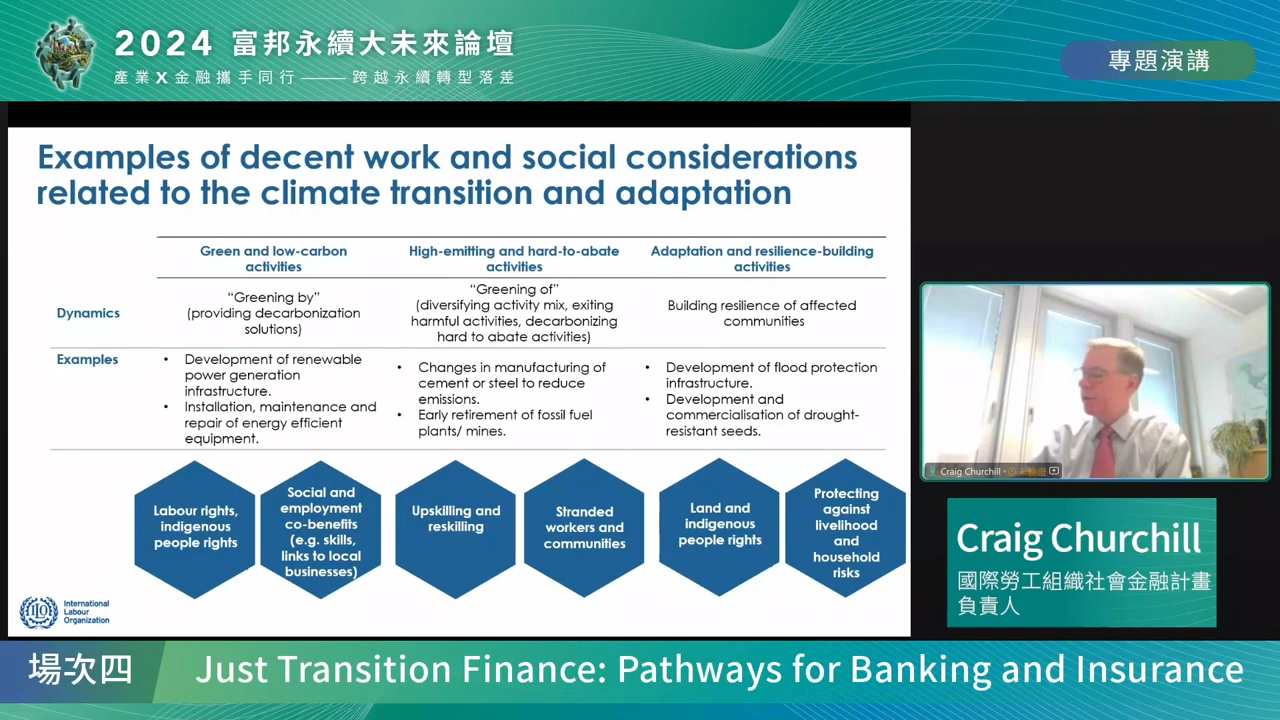 2024 富邦永續大未來論壇
產業X金融攜手同行——跨越永續轉型落差
專題演講
Examples of decent work and social considerations
related to the climate transition and adaptation
Green and low-carbon
activities
High-emitting and hard-to-abate
activities
Adaptation and resilience-building
activities
Dynamics
“Greening by”
(providing decarbonization
solutions)
“Greening of”
(diversifying activity mix, exiting
harmful activities, decarbonizing
hard to abate activities)
Building resilience of affected
communities
Examples
• Development of renewable
power generation
infrastructure.
• Installation, maintenance and
repair of energy efficient
equipment.
• Changes in manufacturing of
cement or steel to reduce
emissions.
• Early retirement of fossil fuel
plants/ mines.
• Development of flood protection
infrastructure.
• Development and
commercialisation of drought-
resistant seeds.
Labour rights,
indigenous
people rights
Social and
employment
co-benefits
(e.g. skills,
links to local
businesses)
Upskilling and
reskilling
Stranded
workers and
communities
Land and
indigenous
people rights
Protecting
against
livelihood
and
household
risks
International
Labour
Organization
Craig Churchill
Craig Churchill
國際勞工組織社會金融計畫
負責人
場次四
Just Transition Finance: Pathways for Banking and Insurance